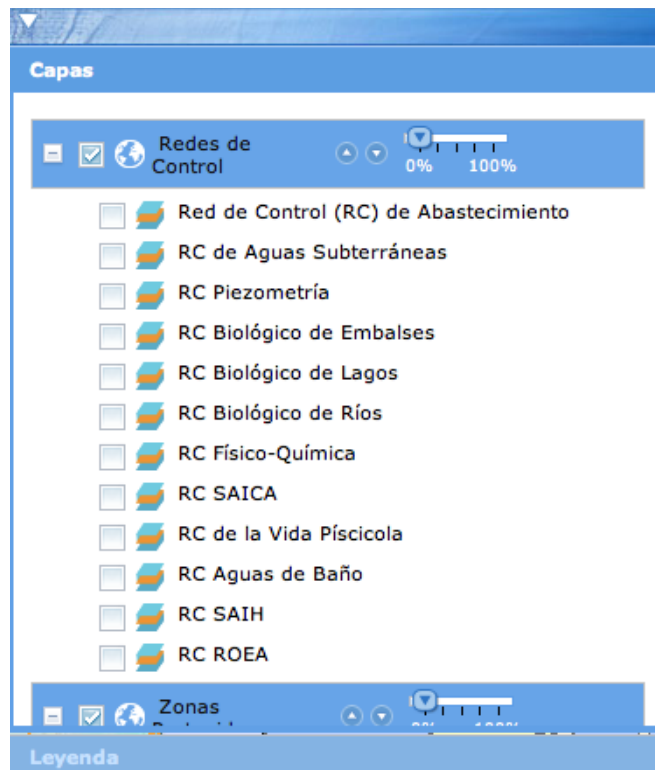 Capas
Redes de
Control
0% 100%
Red de Control (RC) de Abastecimiento
RC de Aguas Subterráneas
RC Piezometría
RC Biológico de Embalses
RC Biológico de Lagos
RC Biológico de Ríos
RC Físico-Química
RC SAICA
RC de la Vida Píscicola
RC Aguas de Baño
RC SAIH
RC ROEA
Zonas
Leyenda